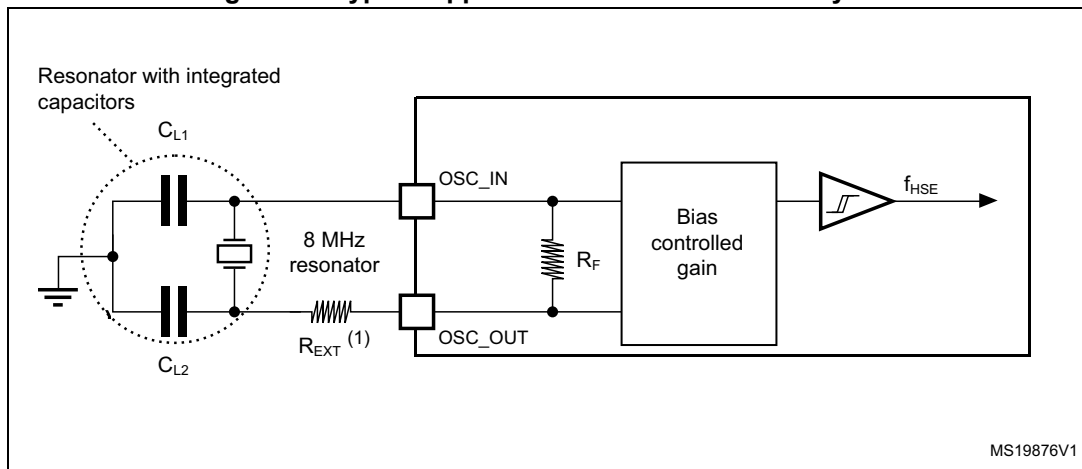 Resonator with integrated
capacitors
CL1
OSC_IN
fHSE
8 MHz
resonator
RF
Bias
controlled
gain
REXT (1)
OSC_OUT
CL2
MS19876V1